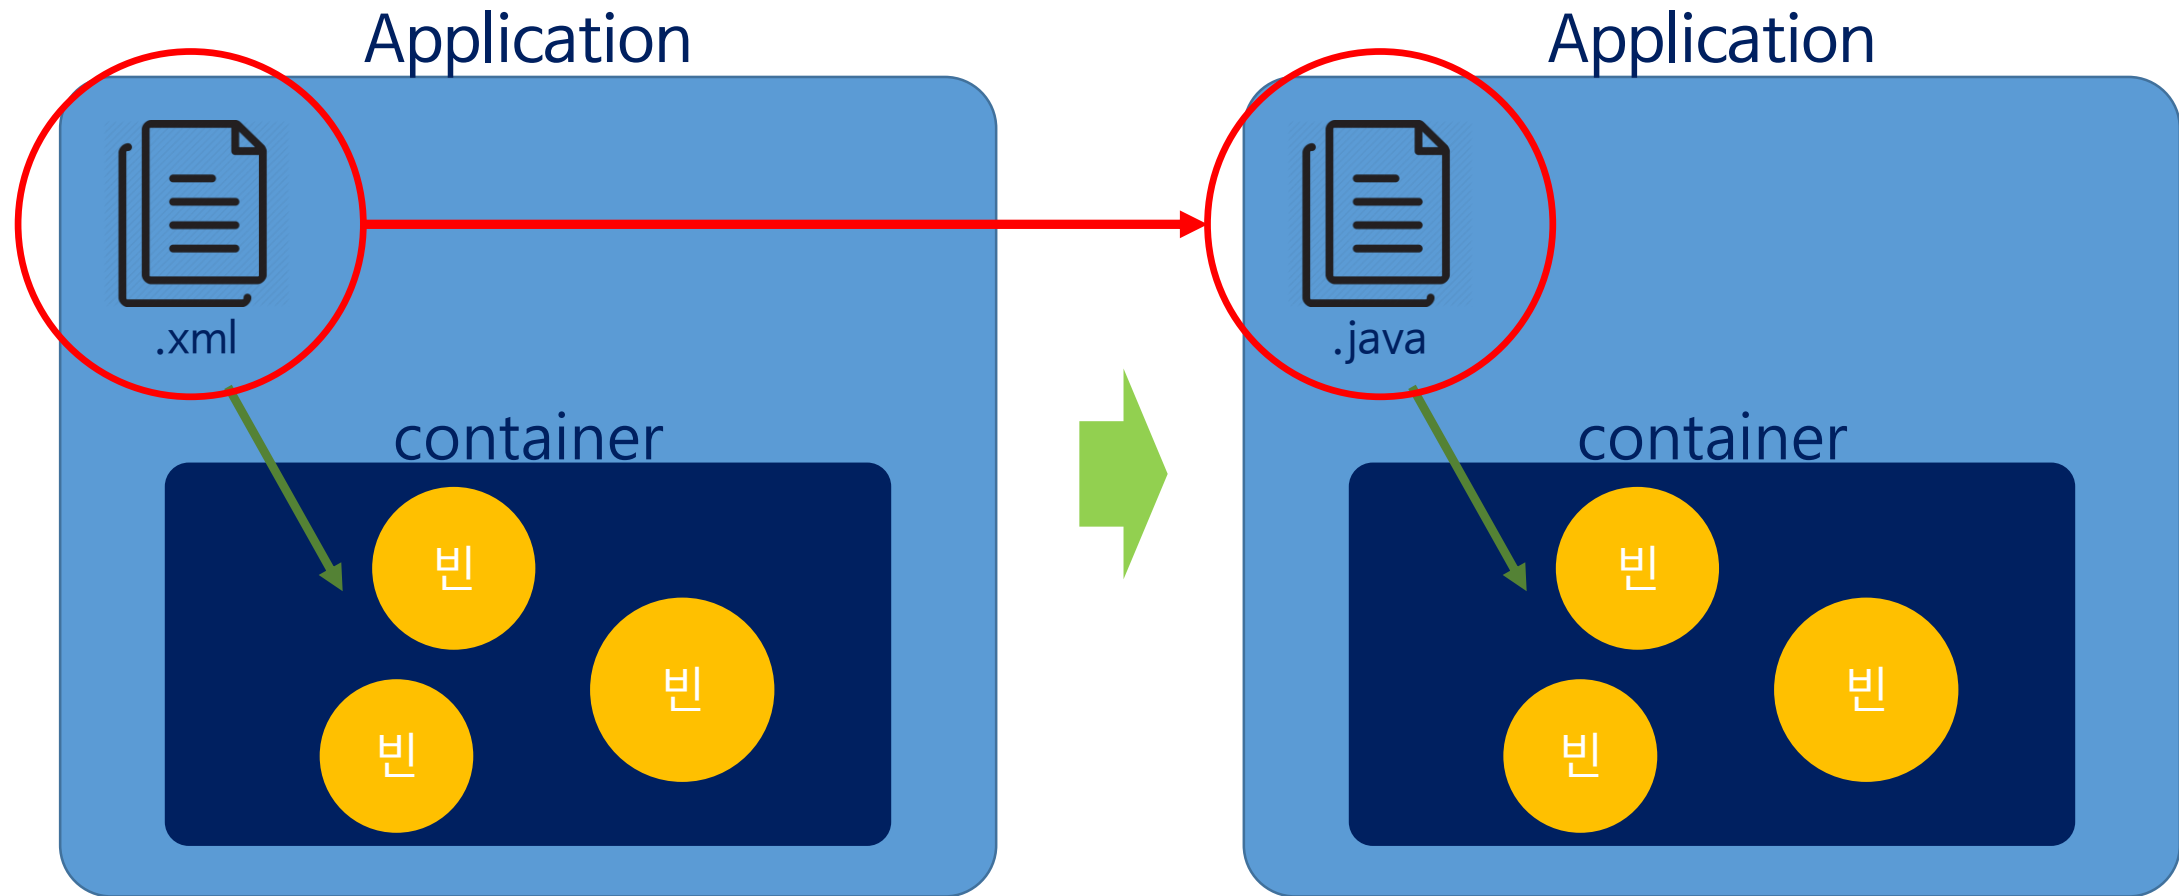 Application
.xml
container
빈
빈
빈
Application
.java
container
빈
빈
빈